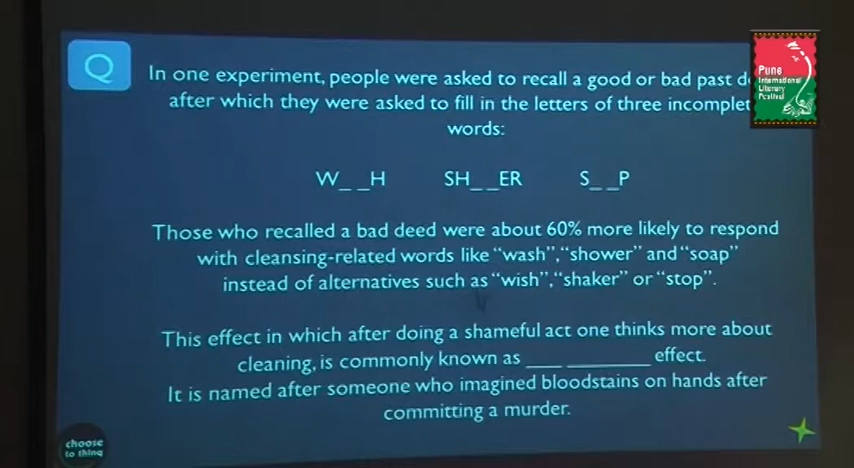 Q
In one experiment, people were asked to recall a good or bad past
after which they were asked to fill in the letters of three incomplet
words:
W_ _H SH_ _ER S_ _P
Those who recalled a bad deed were about 60% more likely to respond
with cleansing-related words like “wash”,“shower” and “soap”
instead of alternatives such as “wish”,“shaker” or “stop”.
This effect in which after doing a shameful act one thinks more about
cleaning, is commonly known as ____ ________ effect.
It is named after someone who imagined bloodstains on hands after
committing a murder.
Pune
International
Literary
Festival
choose
to thinq